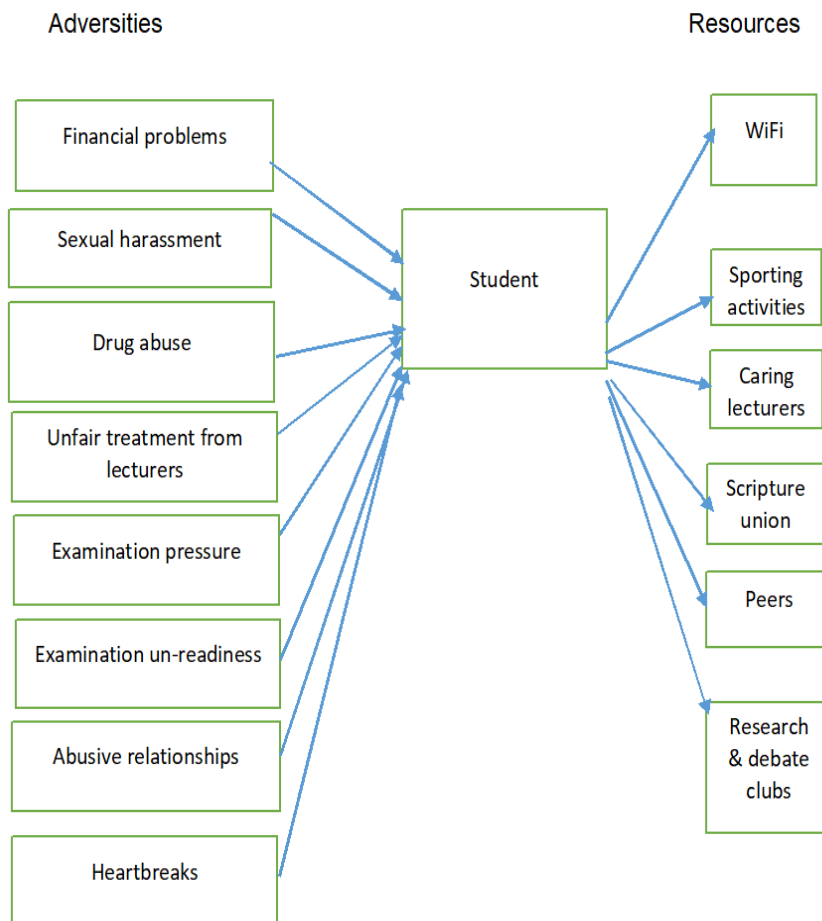 Adversities
Resources
Financial problems
Sexual harassment
Drug abuse
Unfair treatment from
lecturers
Examination pressure
Examination un-readiness
Abusive relationships
Heartbreaks
Student
WiFi
Sporting
activities
Caring
lecturers
Scripture
union
Peers
Research
& debate
clubs